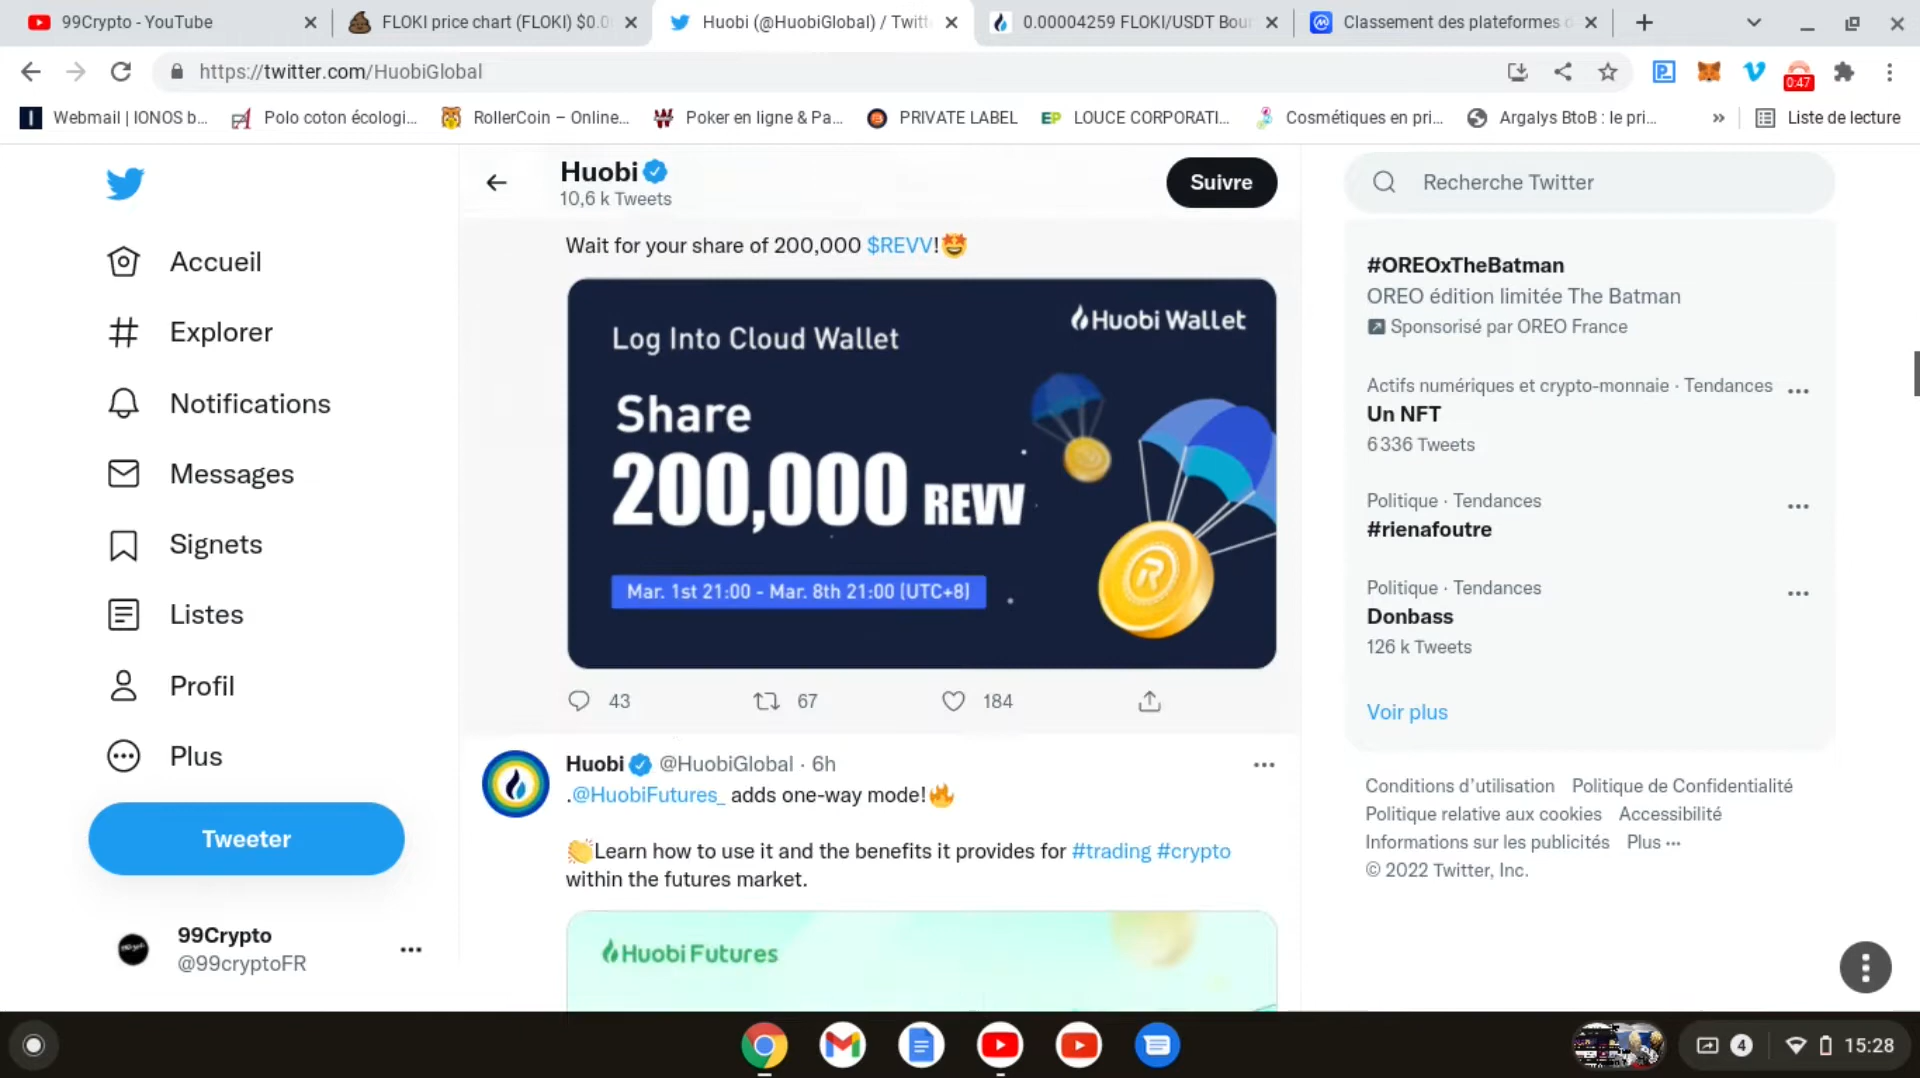 99Crypto - YouTube
FLOKI price chart (FLOKI) $0.0
Huobi (@HuobiGlobal) / Twitt
0.00004259 FLOKI/USDT Bou
Classement des plateformes d
https://twitter.com/HuobiGlobal
0:47
Webmail | IONOS b...
Polo coton écologi...
RollerCoin – Online...
Poker en ligne & Pa...
PRIVATE LABEL
EP LOUCE CORPORATI...
Cosmétiques en pri...
Argalys BtoB : le pri...
»
Liste de lecture
Accueil
Explorer
Notifications
Messages
Signets
Listes
Profil
Plus
Tweeter
99Crypto
@99cryptoFR
Huobi
10,6 k Tweets
Suivre
Wait for your share of 200,000 $REVV!🤩
Huobi Wallet
Log Into Cloud Wallet
Share
200,000 REVV
Mar. 1st 21:00 - Mar. 8th 21:00 (UTC+8)
43
67
184
Huobi @HuobiGlobal · 6h
.@HuobiFutures_ adds one-way mode!🔥
👏Learn how to use it and the benefits it provides for #trading #crypto
within the futures market.
Huobi Futures
Recherche Twitter
#OREOxTheBatman
OREO édition limitée The Batman
Sponsorisé par OREO France
Actifs numériques et crypto-monnaie · Tendances
Un NFT
6 336 Tweets
Politique · Tendances
#rienafoutre
Politique · Tendances
Donbass
126 k Tweets
Voir plus
Conditions d’utilisation Politique de Confidentialité
Politique relative aux cookies Accessibilité
Informations sur les publicités Plus ···
© 2022 Twitter, Inc.
4
15:28